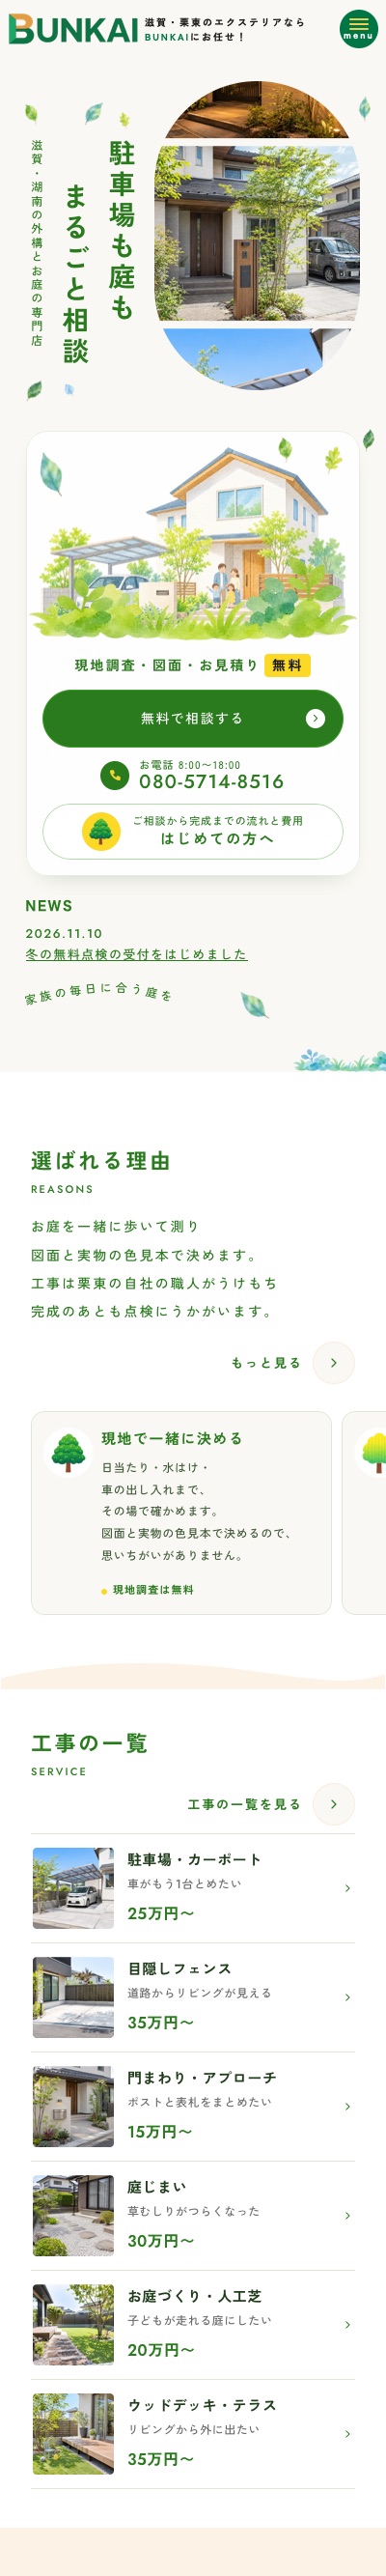 BUNKAI
滋賀・栗東のエクステリアなら
BUNKAIにお任せ！
menu
駐車場も庭も
まるごと相談
滋賀・湖南の外構とお庭の専門店
現地調査・図面・お見積り 無料
無料で相談する
お電話 8:00〜18:00
080-5714-8516
ご相談から完成までの流れと費用
はじめての方へ
NEWS
2026.11.10
冬の無料点検の受付をはじめました
家族の毎日に合う庭を
選ばれる理由
REASONS
お庭を一緒に歩いて測り
図面と実物の色見本で決めます。
工事は栗東の自社の職人がうけもち
完成のあとも点検にうかがいます。
もっと見る
現地で一緒に決める
日当たり・水はけ・
車の出し入れまで、
その場で確かめます。
図面と実物の色見本で決めるので、
思いちがいがありません。
現地調査は無料
工事の一覧
SERVICE
工事の一覧を見る
駐車場・カーポート
車がもう1台とめたい
25万円〜
目隠しフェンス
道路からリビングが見える
35万円〜
門まわり・アプローチ
ポストと表札をまとめたい
15万円〜
庭じまい
草むしりがつらくなった
30万円〜
お庭づくり・人工芝
子どもが走れる庭にしたい
20万円〜
ウッドデッキ・テラス
リビングから外に出たい
35万円〜